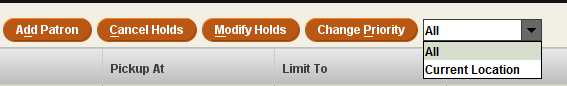 Add Patron Cancel Holds Modify Holds Change Priority All
All
Current Location
Pickup At Limit To